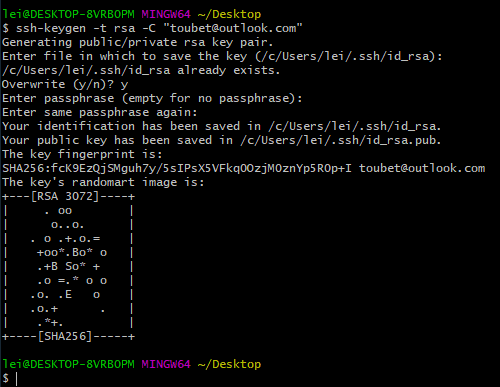 lei@DESKTOP-8VRBOPM MINGW64 ~/Desktop
$ ssh-keygen -t rsa -C "toubet@outlook.com"
Generating public/private rsa key pair.
Enter file in which to save the key (/c/Users/lei/.ssh/id_rsa):
/c/Users/lei/.ssh/id_rsa already exists.
Overwrite (y/n)? y
Enter passphrase (empty for no passphrase):
Enter same passphrase again:
Your identification has been saved in /c/Users/lei/.ssh/id_rsa.
Your public key has been saved in /c/Users/lei/.ssh/id_rsa.pub.
The key fingerprint is:
SHA256:fcK9EzQjSMguh7y/5sIPsX5VFkqOOzjMOznYp5ROp+I toubet@outlook.com
The key's randomart image is:
+---[RSA 3072]----+
|     . oo        |
|      o..o.      |
|   . o .+.o.=    |
|    +oo*.Bo* o   |
|    .+B So* +    |
|    .o =.* o o   |
|   .o. .E   o    |
|   .o.+      .   |
|    .*+.         |
+----[SHA256]-----+
lei@DESKTOP-8VRBOPM MINGW64 ~/Desktop
$